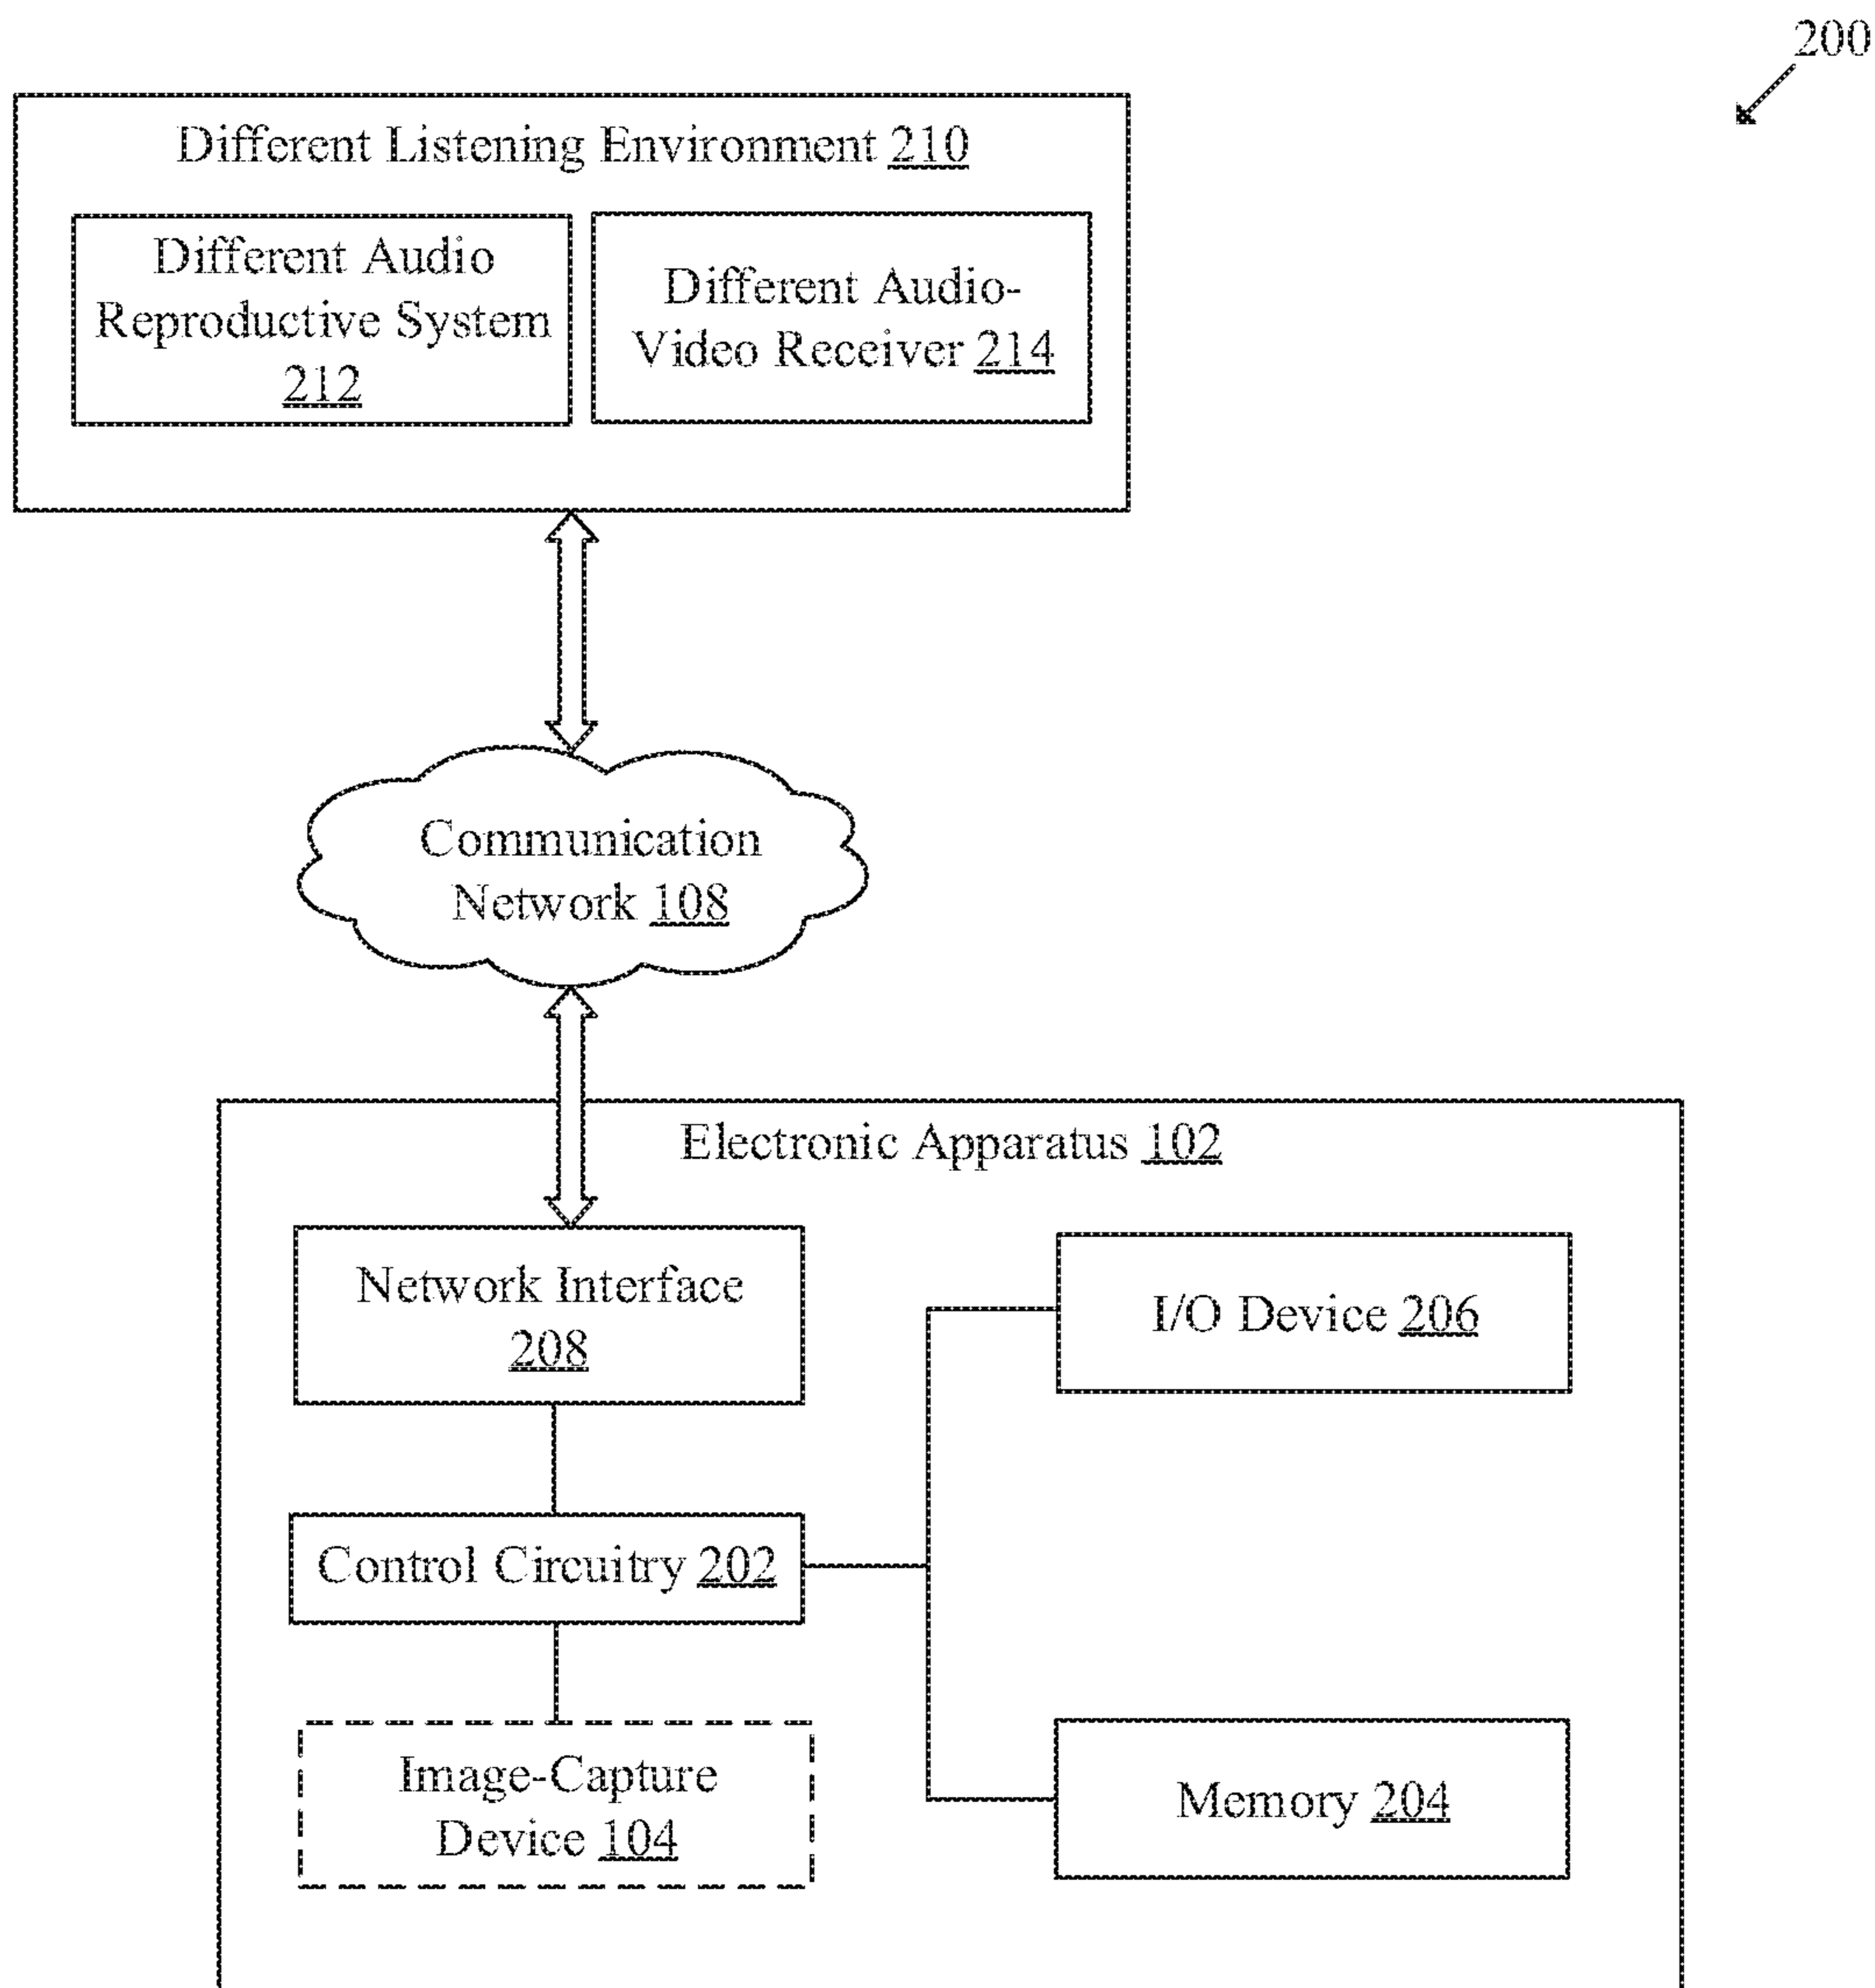 200
Different Listening Environment 210
Different Audio
Reproductive System
212
Different Audio-
Video Receiver 214
Communication
Network 108
Electronic Apparatus 102
Network Interface
208
I/O Device 206
Control Circuitry 202
Image-Capture
Device 104
Memory 204